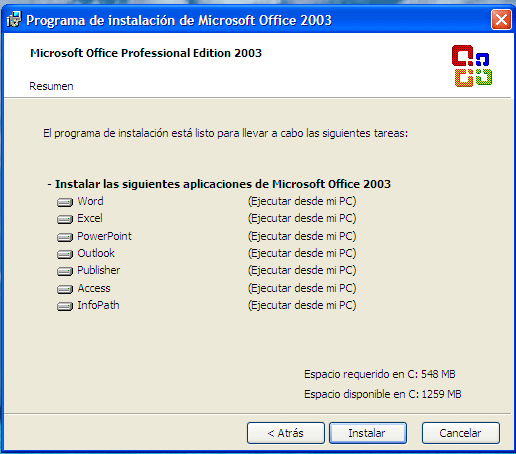 Programa de instalación de Microsoft Office 2003
Microsoft Office Professional Edition 2003
Resumen
El programa de instalación está listo para llevar a cabo las siguientes tareas:
- Instalar las siguientes aplicaciones de Microsoft Office 2003
Word (Ejecutar desde mi PC)
Excel (Ejecutar desde mi PC)
PowerPoint (Ejecutar desde mi PC)
Outlook (Ejecutar desde mi PC)
Publisher (Ejecutar desde mi PC)
Access (Ejecutar desde mi PC)
InfoPath (Ejecutar desde mi PC)
Espacio requerido en C: 548 MB
Espacio disponible en C: 1259 MB
< Atrás Instalar Cancelar